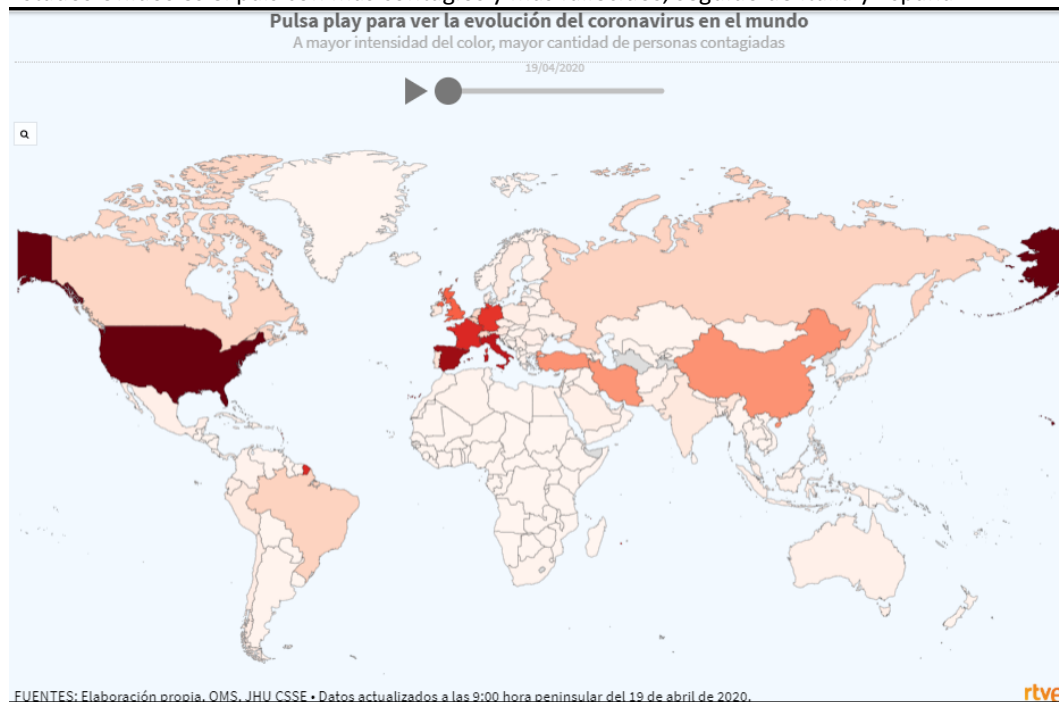 Pulsa play para ver la evolución del coronavirus en el mundo
A mayor intensidad del color, mayor cantidad de personas contagiadas
19/04/2020
FUENTES: Elaboración propia, OMS, JHU CSSE • Datos actualizados a las 9:00 hora peninsular del 19 de abril de 2020.
rtve